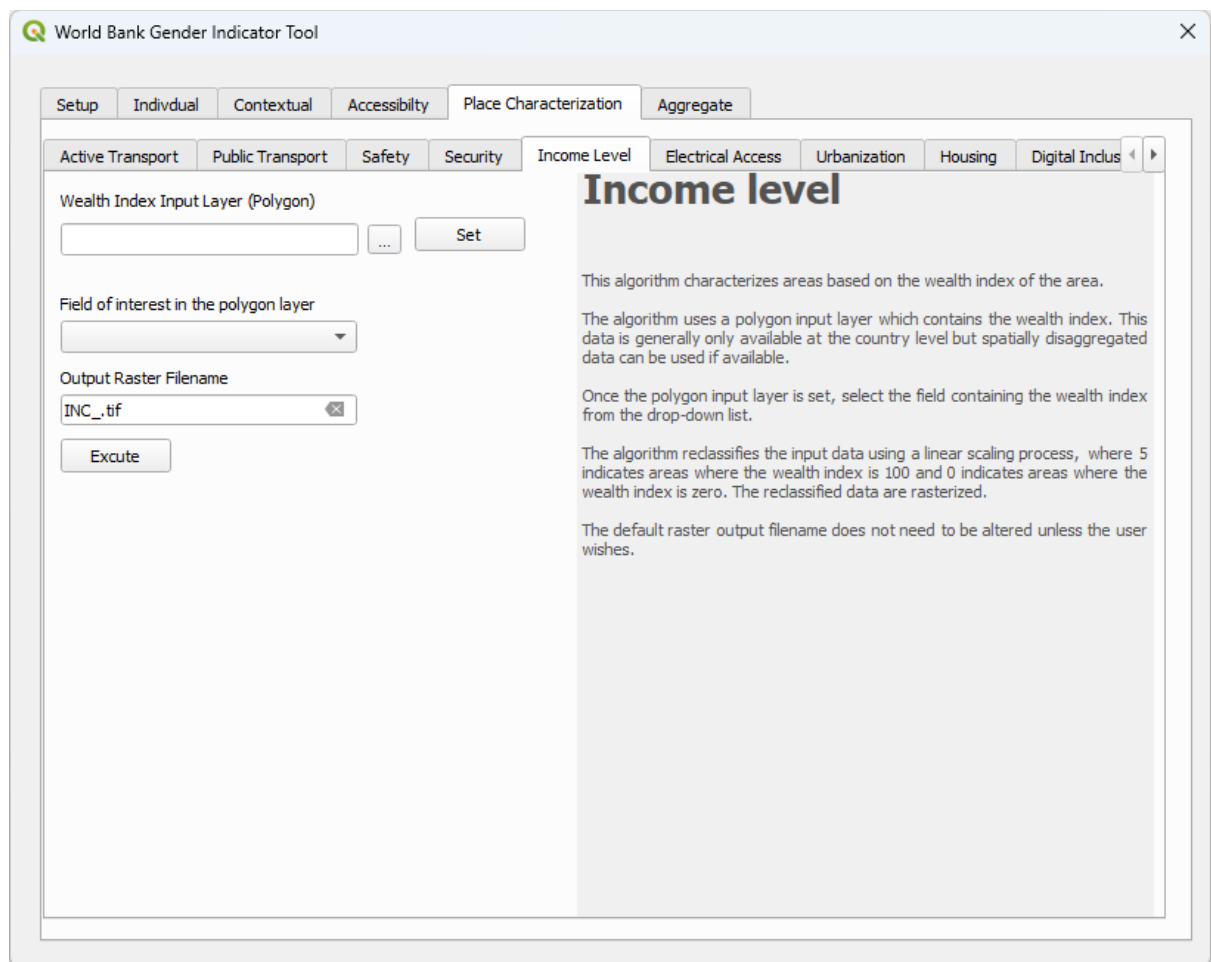 World Bank Gender Indicator Tool
Setup
Indivdual
Contextual
Accessibilty
Place Characterization
Aggregate
Active Transport
Public Transport
Safety
Security
Income Level
Electrical Access
Urbanization
Housing
Digital Inclus
Wealth Index Input Layer (Polygon)
...
Set
Field of interest in the polygon layer
Output Raster Filename
INC_.tif
Excute
Income level
This algorithm characterizes areas based on the wealth index of the area.
The algorithm uses a polygon input layer which contains the wealth index. This
data is generally only available at the country level but spatially disaggregated
data can be used if available.
Once the polygon input layer is set, select the field containing the wealth index
from the drop-down list.
The algorithm reclassifies the input data using a linear scaling process, where 5
indicates areas where the wealth index is 100 and 0 indicates areas where the
wealth index is zero. The reclassified data are rasterized.
The default raster output filename does not need to be altered unless the user
wishes.